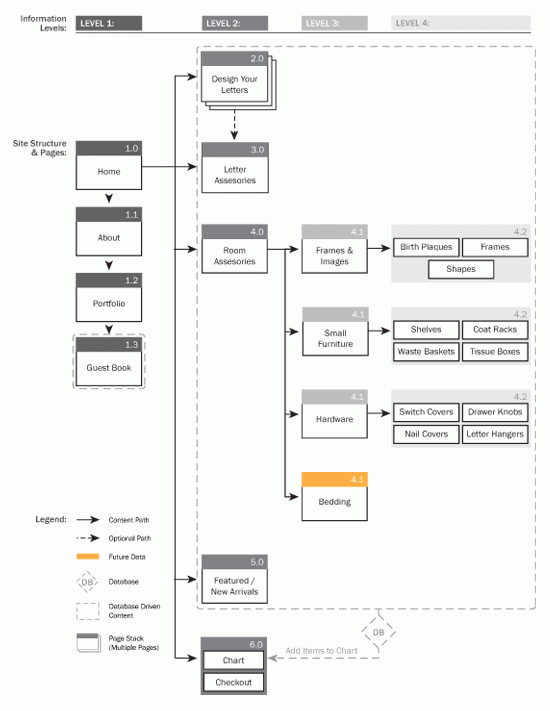 Information
Levels:
LEVEL 1:
LEVEL 2:
LEVEL 3:
LEVEL 4:
Site Structure
& Pages:
1.0
Home
1.1
About
1.2
Portfolio
1.3
Guest Book
2.0
Design Your
Letters
3.0
Letter
Assesories
4.0
Room
Assesories
4.1
Frames &
Images
4.2
Birth Plaques
Frames
Shapes
4.1
Small
Furniture
4.2
Shelves
Coat Racks
Waste Baskets
Tissue Boxes
4.1
Hardware
4.2
Switch Covers
Drawer Knobs
Nail Covers
Letter Hangers
4.1
Bedding
5.0
Featured /
New Arrivals
6.0
Chart
Checkout
DB
Add Items to Chart
Legend:
Content Path
Optional Path
Future Data
DB
Database
Database Driven
Content
Page Stack
(Multiple Pages)